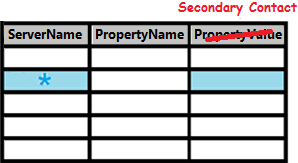 Secondary Contact
ServerName PropertyName PropertyValue
*